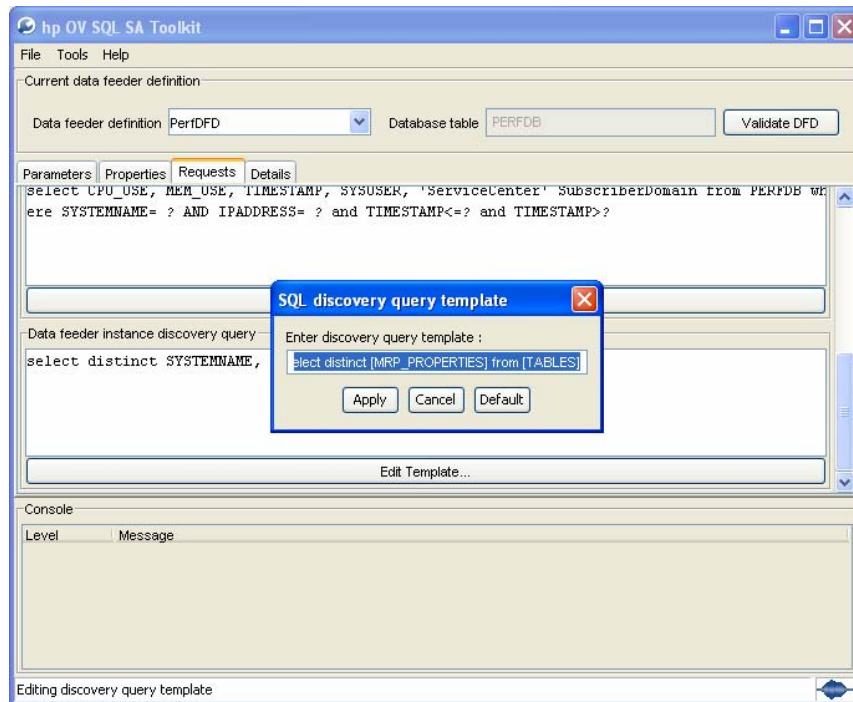 hp OV SQL SA Toolkit
File Tools Help
Current data feeder definition
Data feeder definition PerfDFD Database table PERFDB Validate DFD
Parameters Properties Requests Details
select CPU_USE, MEM_USE, TIMESTAMP, SYSUSER, 'ServiceCenter' SubscriberDomain from PERFDB wh
ere SYSTEMNAME= ? AND IPADDRESS= ? and TIMESTAMP<=? and TIMESTAMP>?
SQL discovery query template
Enter discovery query template :
elect distinct [MRP_PROPERTIES] from [TABLES]
Apply Cancel Default
Data feeder instance discovery query
select distinct SYSTEMNAME,
Edit Template...
Console
Level Message
Editing discovery query template